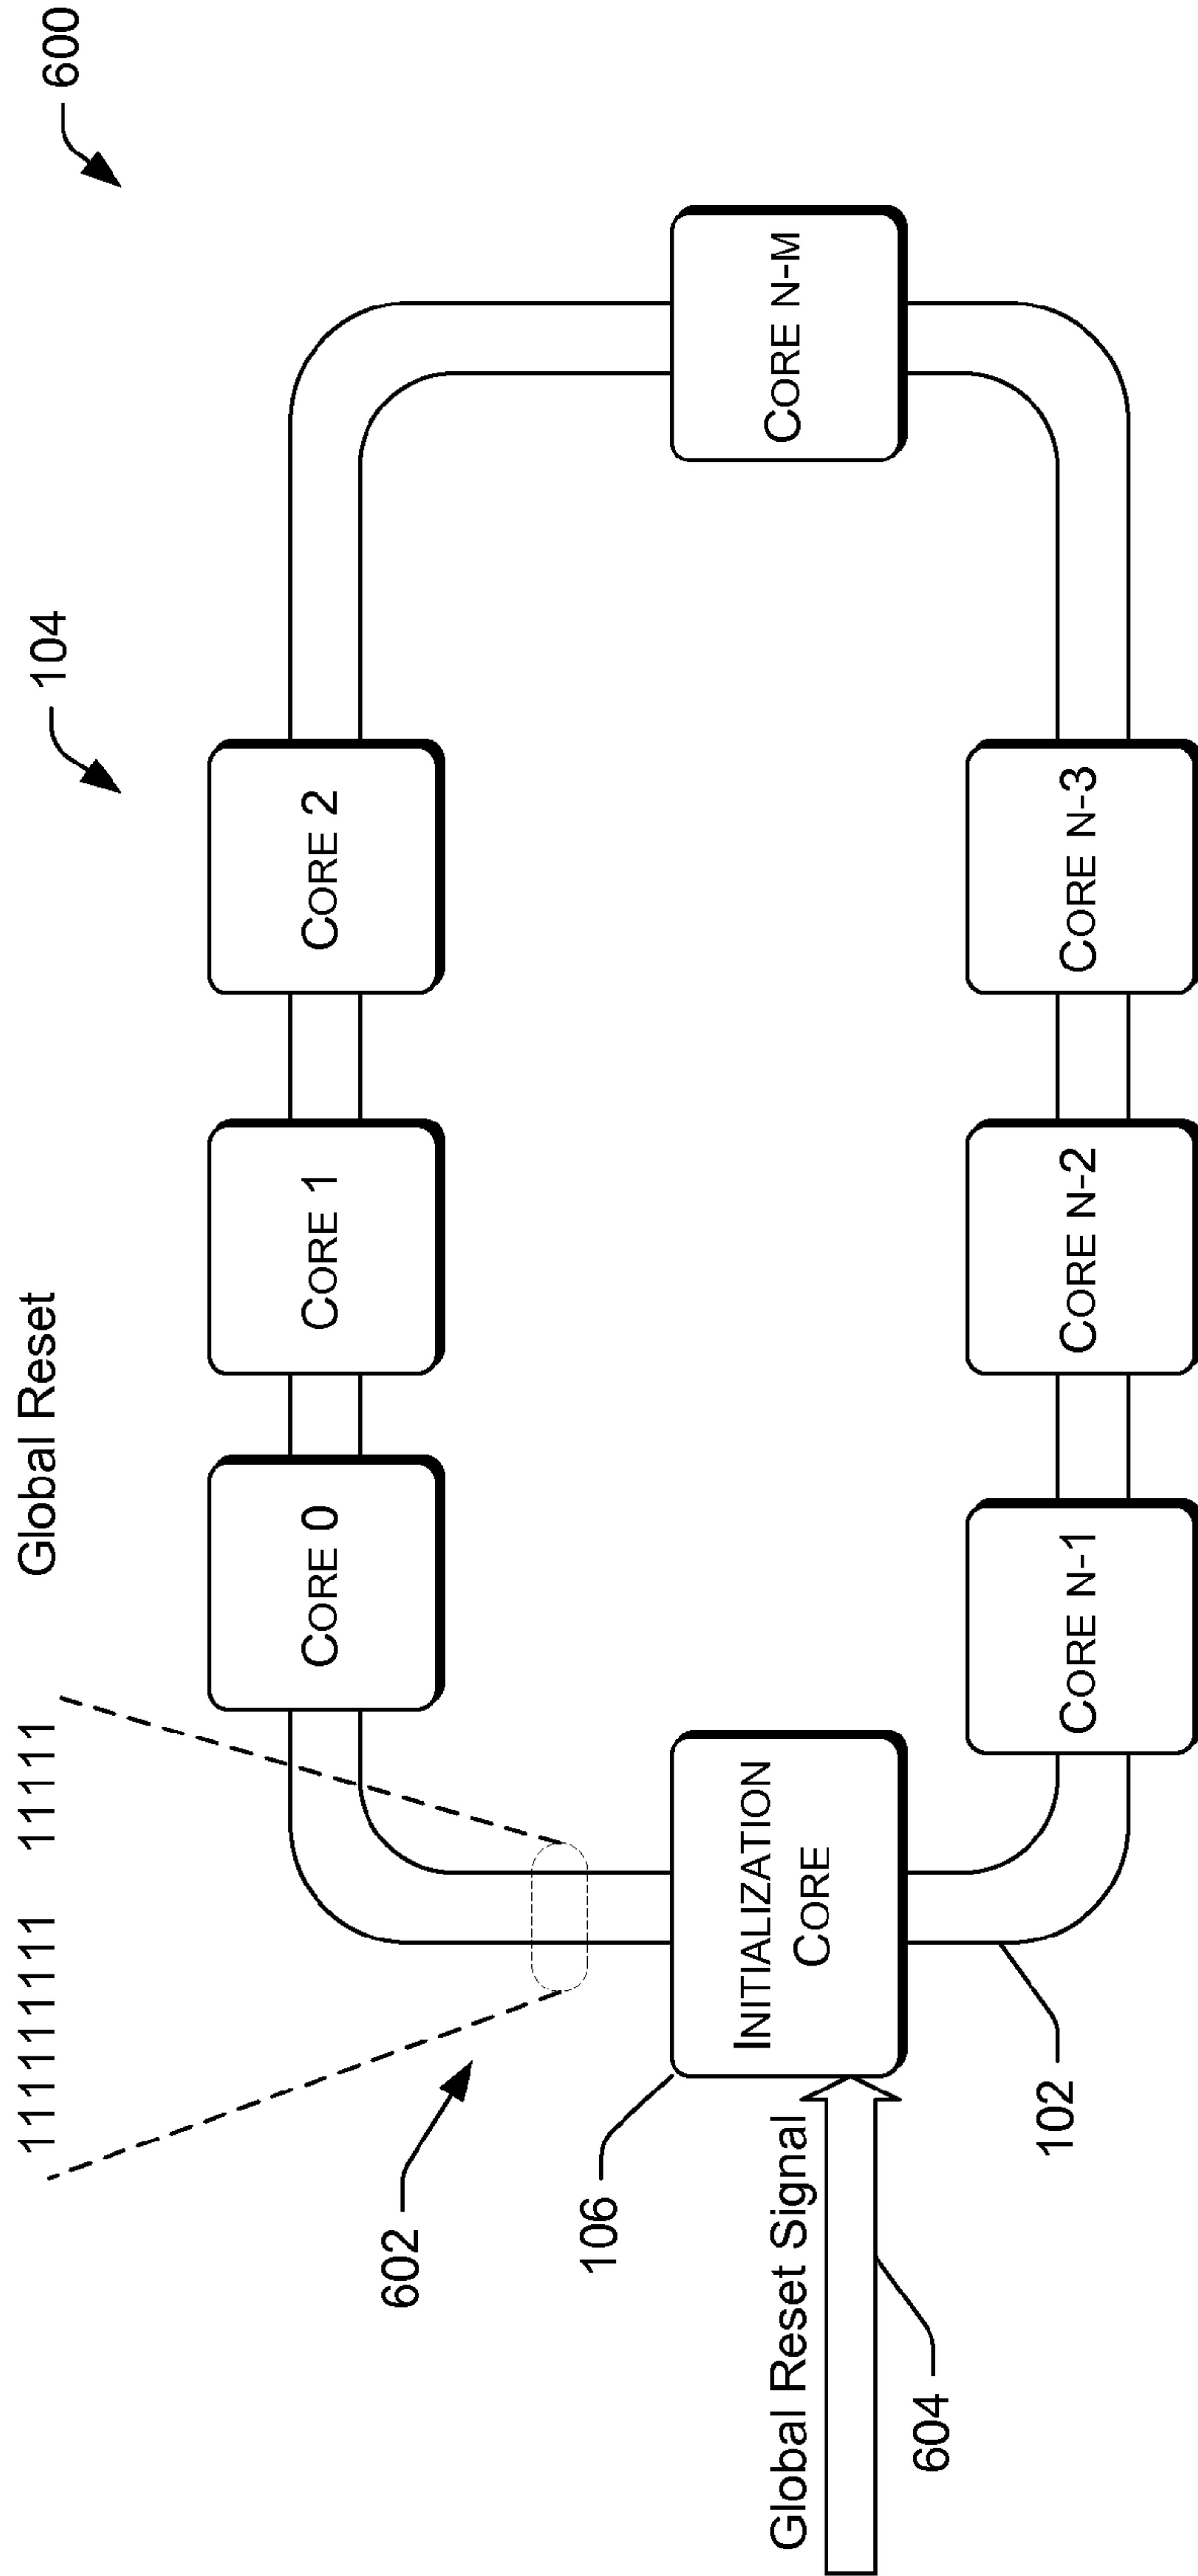 600
104
Global Reset
111111111 11111
CORE 0
CORE 1
CORE 2
602
106
INITIALIZATION
CORE
CORE N-M
Global Reset Signal
604
102
CORE N-1
CORE N-2
CORE N-3